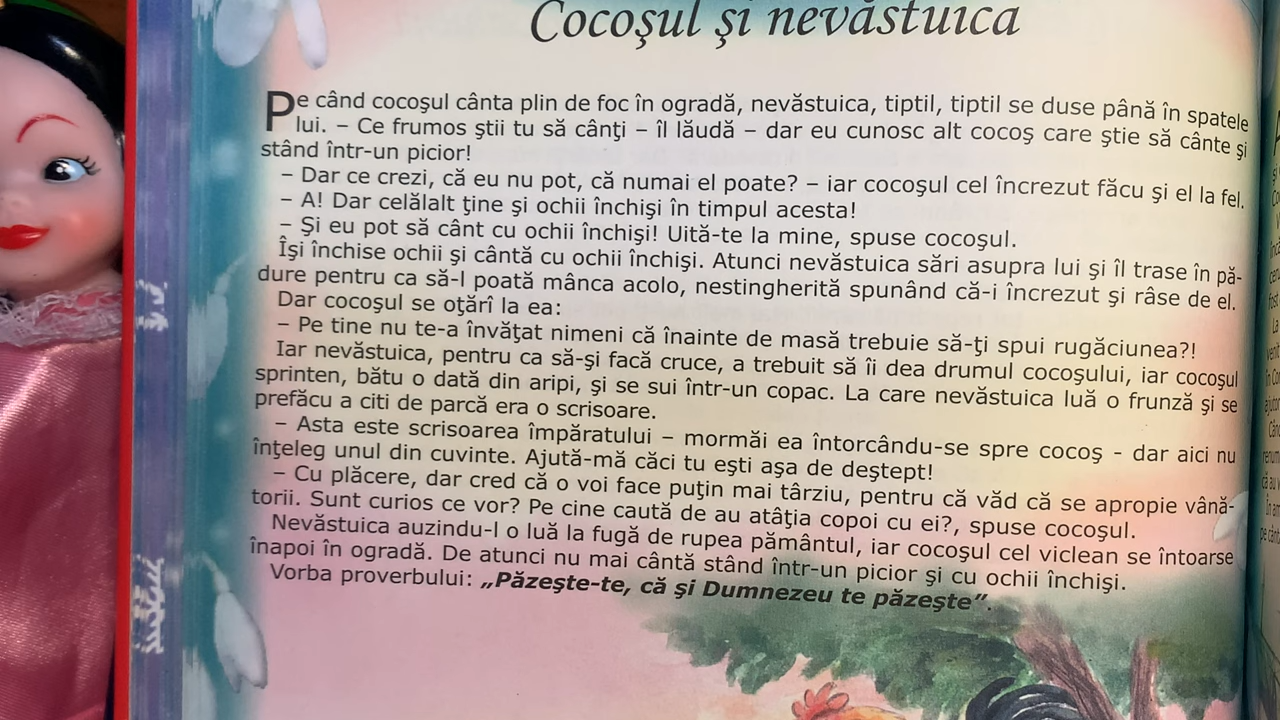 Cocoşul şi nevăstuica
Pe când cocoşul cânta plin de foc în ogradă, nevăstuica, tiptil, tiptil se duse până în spatele
lui. – Ce frumos ştii tu să cânţi – îl lăudă – dar eu cunosc alt cocoş care ştie să cânte şi
stând într-un picior!
– Dar ce crezi, că eu nu pot, că numai el poate? – iar cocoşul cel încrezut făcu şi el la fel.
– A! Dar celălalt ţine şi ochii închişi în timpul acesta!
– Şi eu pot să cânt cu ochii închişi! Uită-te la mine, spuse cocoşul.
Îşi închise ochii şi cântă cu ochii închişi. Atunci nevăstuica sări asupra lui şi îl trase în pă-
dure pentru ca să-l poată mânca acolo, nestingherită spunând că-i încrezut şi râse de el.
Dar cocoşul se oţărî la ea:
– Pe tine nu te-a învăţat nimeni că înainte de masă trebuie să-ţi spui rugăciunea?!
Iar nevăstuica, pentru ca să-şi facă cruce, a trebuit să îi dea drumul cocoşului, iar cocoşul
sprinten, bătu o dată din aripi, şi se sui într-un copac. La care nevăstuica luă o frunză şi se
prefăcu a citi de parcă era o scrisoare.
– Asta este scrisoarea împăratului – mormăi ea întorcându-se spre cocoş - dar aici nu
înţeleg unul din cuvinte. Ajută-mă căci tu eşti aşa de deştept!
– Cu plăcere, dar cred că o voi face puţin mai târziu, pentru că văd că se apropie vână-
torii. Sunt curios ce vor? Pe cine caută de au atâţia copoi cu ei?, spuse cocoşul.
Nevăstuica auzindu-l o luă la fugă de rupea pământul, iar cocoşul cel viclean se întoarse
înapoi în ogradă. De atunci nu mai cântă stând într-un picior şi cu ochii închişi.
Vorba proverbului: „Păzeşte-te, că şi Dumnezeu te păzeşte”.